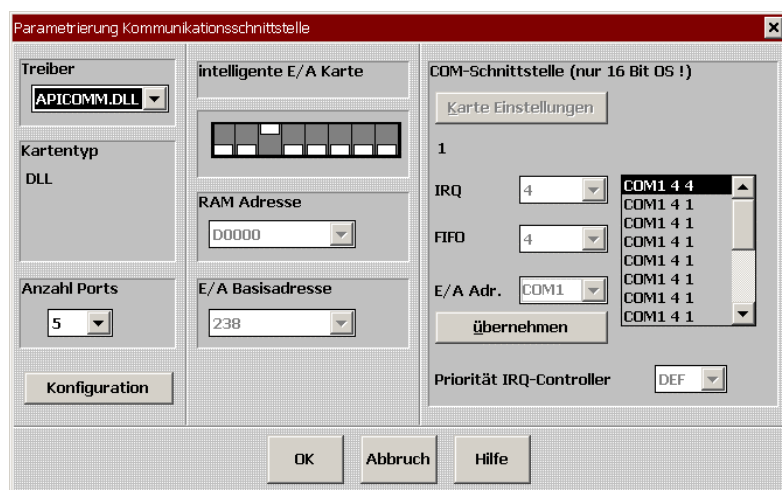 Parametrierung Kommunikationsschnittstelle
Treiber
APICOMM.DLL
Kartentyp
DLL
Anzahl Ports
5
Konfiguration
intelligente E/A Karte
RAM Adresse
D0000
E/A Basisadresse
238
COM-Schnittstelle (nur 16 Bit OS !)
Karte Einstellungen
1
IRQ
4
FIFO
4
E/A Adr.
COM1
COM1 4 4
COM1 4 1
COM1 4 1
COM1 4 1
COM1 4 1
COM1 4 1
COM1 4 1
COM1 4 1
übernehmen
Priorität IRQ-Controller
DEF
OK
Abbruch
Hilfe